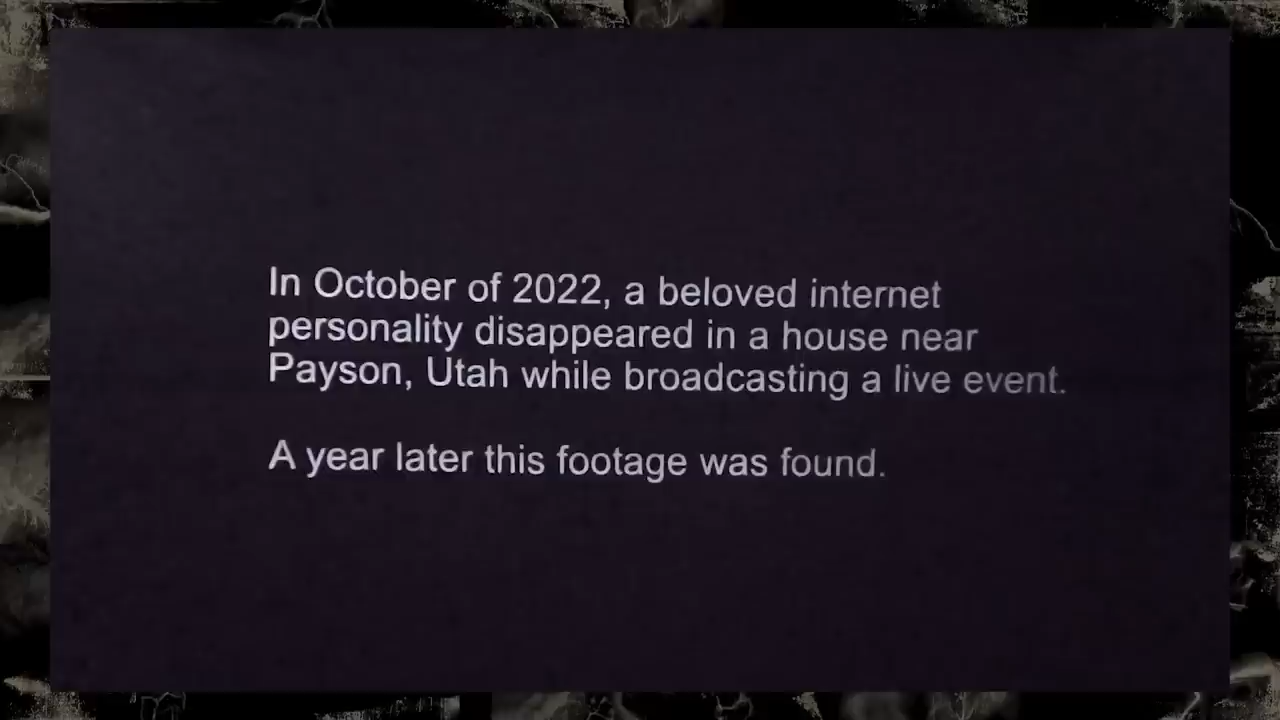 In October of 2022, a beloved internet
personality disappeared in a house near
Payson, Utah while broadcasting a live event.
A year later this footage was found.